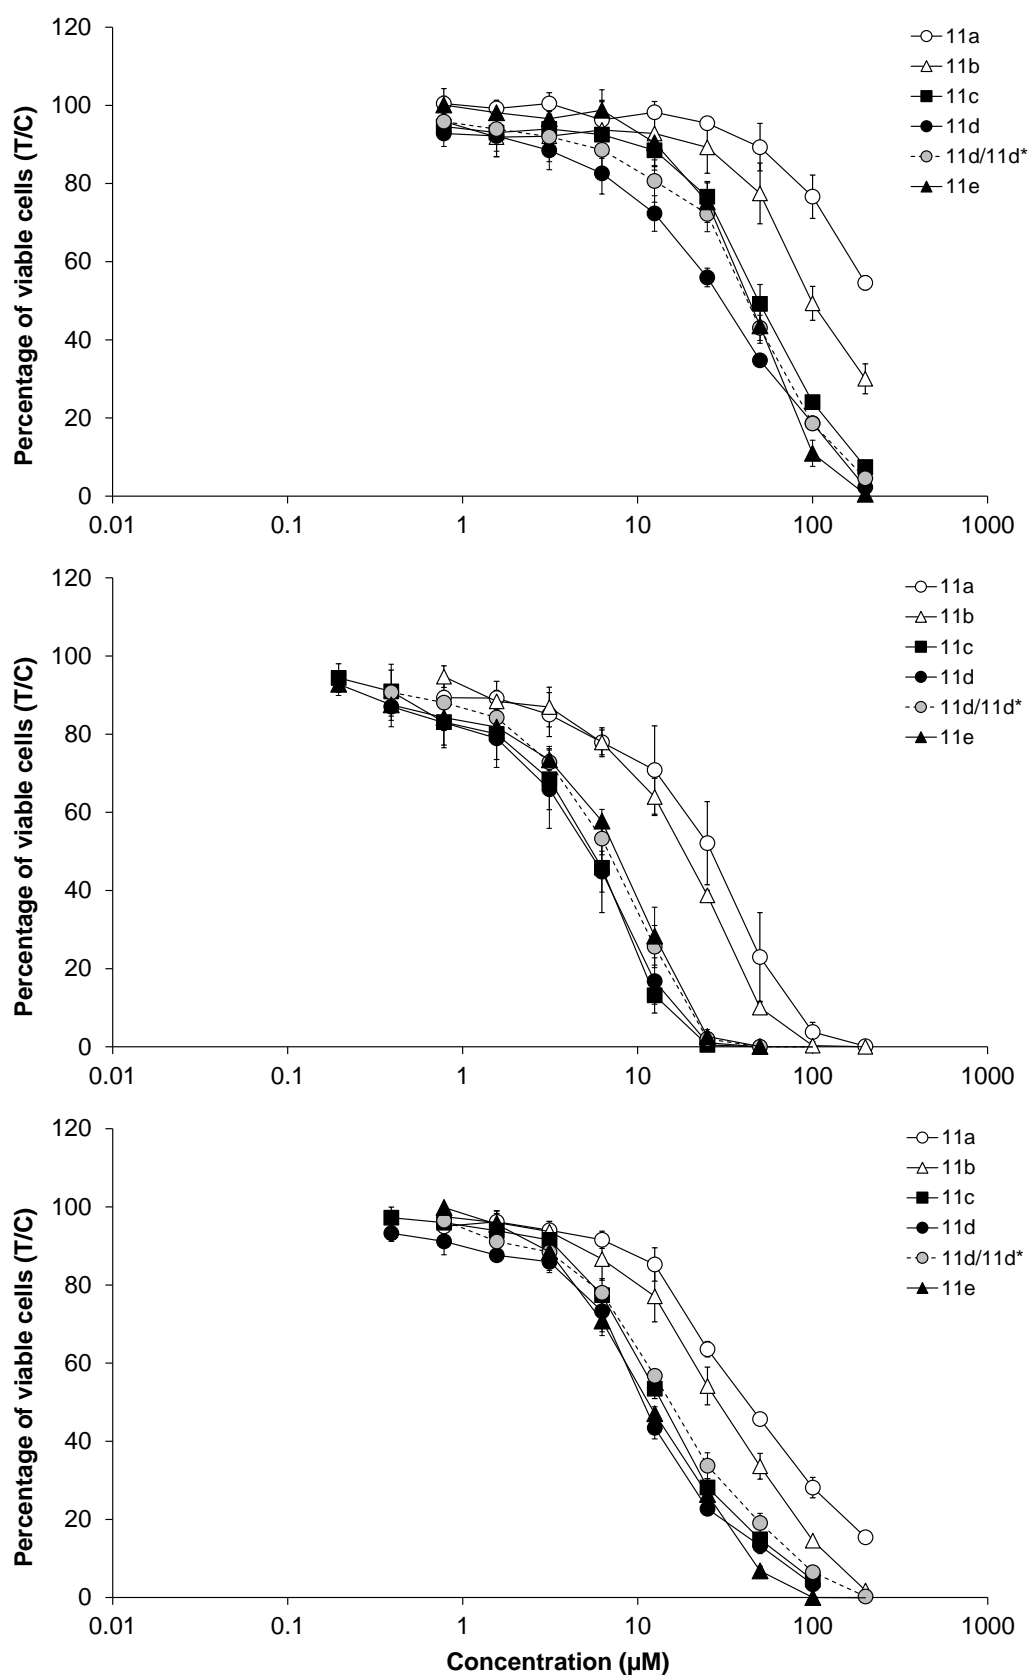 120
100
80
60
40
20
0
Percentage of viable cells (T/C)
0.01 0.1 1 10 100 1000
11a
11b
11c
11d
11d/11d*
11e
120
100
80
60
40
20
0
Percentage of viable cells (T/C)
0.01 0.1 1 10 100 1000
11a
11b
11c
11d
11d/11d*
11e
120
100
80
60
40
20
0
Percentage of viable cells (T/C)
0.01 0.1 1 10 100 1000
11a
11b
11c
11d
11d/11d*
11e
Concentration (µM)